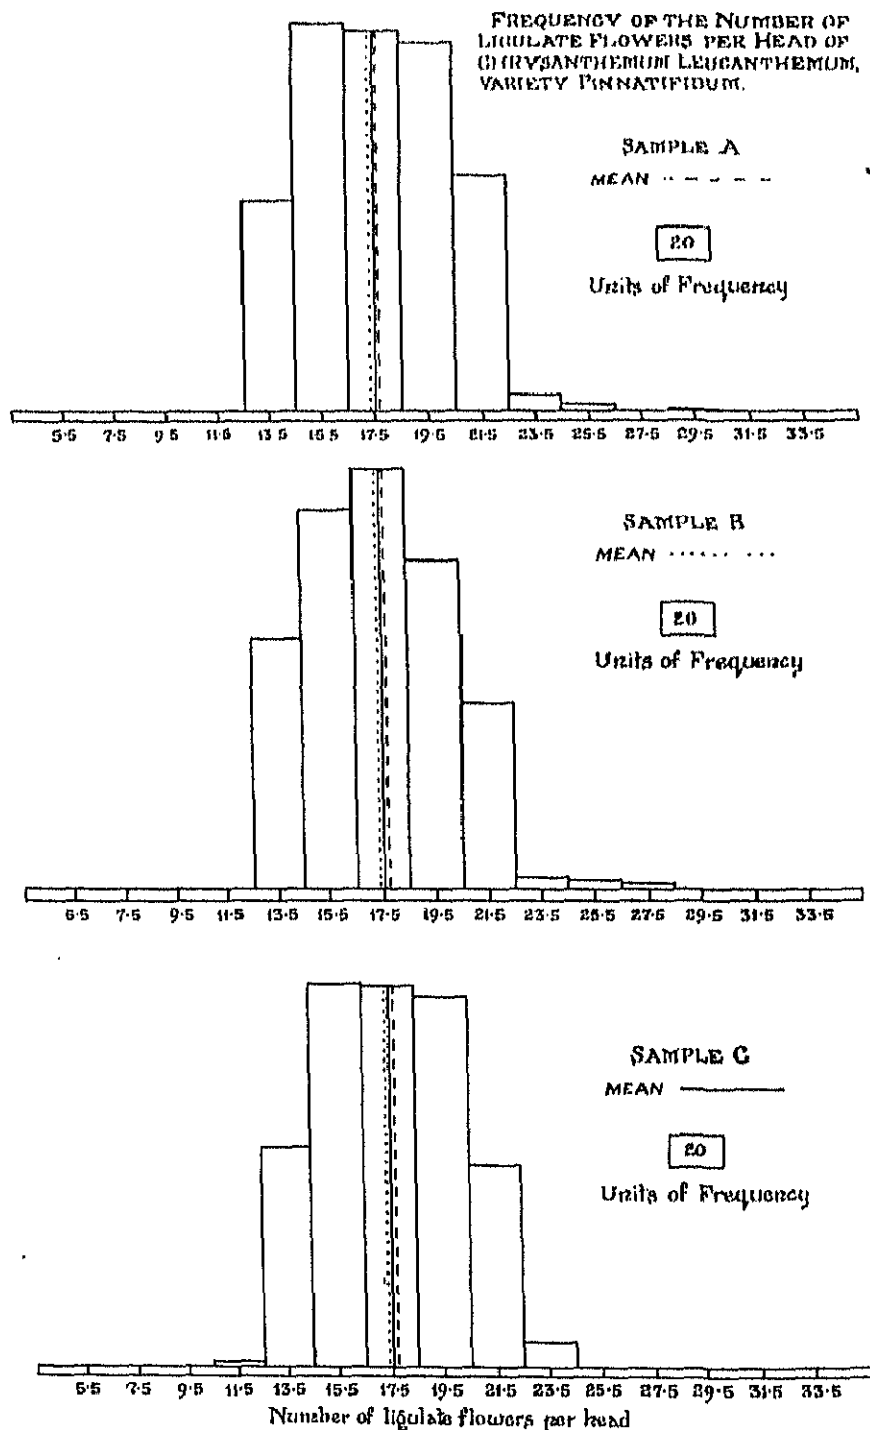 FREQUENCY OF THE NUMBER OF
LIGULATE FLOWERS PER HEAD OF
CHRYSANTHEMUM LEUCANTHEMUM,
VARIETY PINNATIFIDUM.
SAMPLE A
MEAN
20
Units of Frequency
5·5 7·5 9·5 11·5 13·5 15·5 17·5 19·5 21·5 23·5 25·5 27·5 29·5 31·5 33·5
SAMPLE B
MEAN
20
Units of Frequency
5·5 7·5 9·5 11·5 13·5 15·5 17·5 19·5 21·5 23·5 25·5 27·5 29·5 31·5 33·5
SAMPLE C
MEAN
20
Units of Frequency
5·5 7·5 9·5 11·5 13·5 15·5 17·5 19·5 21·5 23·5 25·5 27·5 29·5 31·5 33·5
Number of ligulate flowers per head